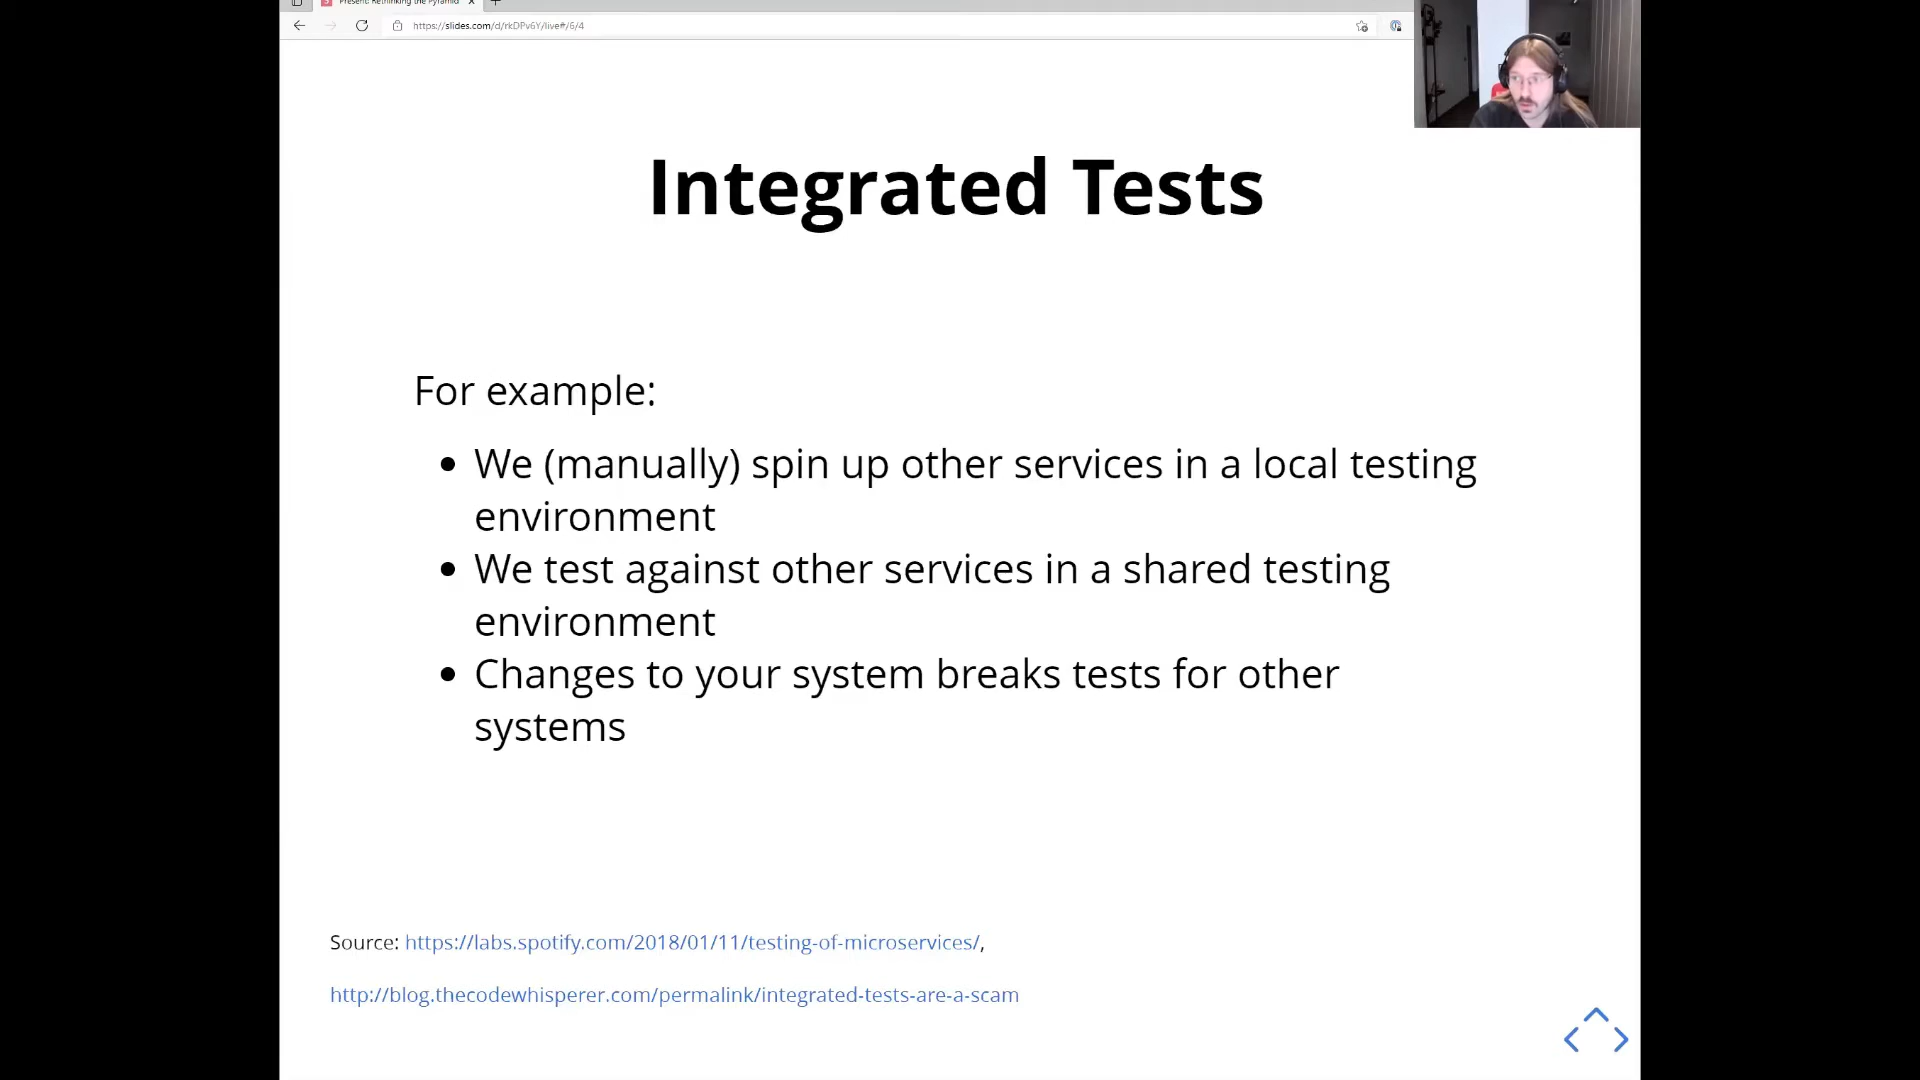 Present: Rethinking the Pyramid
https://slides.com/d/rkDPv6Y/live#/6/4
Integrated Tests
For example:
• We (manually) spin up other services in a local testing
environment
• We test against other services in a shared testing
environment
• Changes to your system breaks tests for other
systems
Source: https://labs.spotify.com/2018/01/11/testing-of-microservices/,
http://blog.thecodewhisperer.com/permalink/integrated-tests-are-a-scam